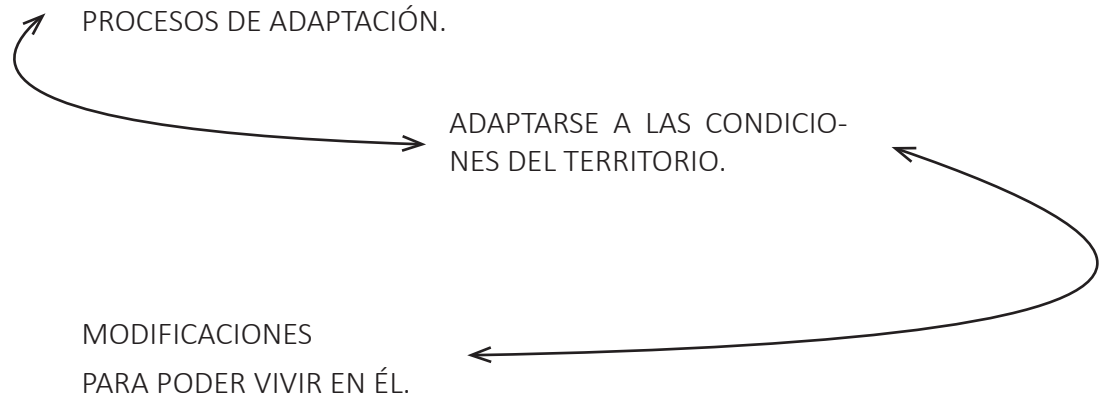 PROCESOS DE ADAPTACIÓN.
ADAPTARSE A LAS CONDICIO-
NES DEL TERRITORIO.
MODIFICACIONES
PARA PODER VIVIR EN ÉL.